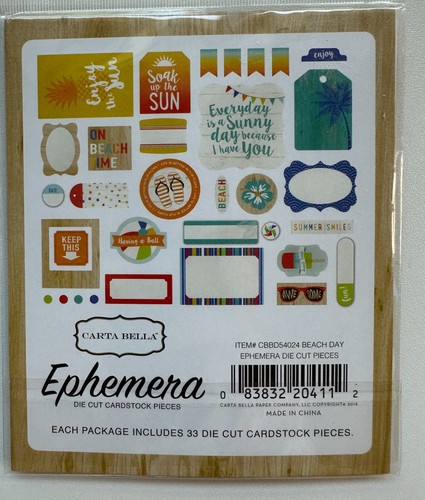 Enjoy
the
Sun
Soak
up the
SUN
enjoy
Everyday
is a Sunny
day because
I have You
ON
BEACH
TIME
BEACH
SUMMER SMILES
KEEP
THIS
Having a Ball
fun!
AWESOME
CARTA BELLA
ITEM# CBBD54024 BEACH DAY
EPHEMERA DIE CUT PIECES
Ephemera
DIE CUT CARDSTOCK PIECES
0 83832 20411 2
CARTA BELLA PAPER COMPANY, LLC COPYRIGHT 2015
MADE IN CHINA
EACH PACKAGE INCLUDES 33 DIE CUT CARDSTOCK PIECES.